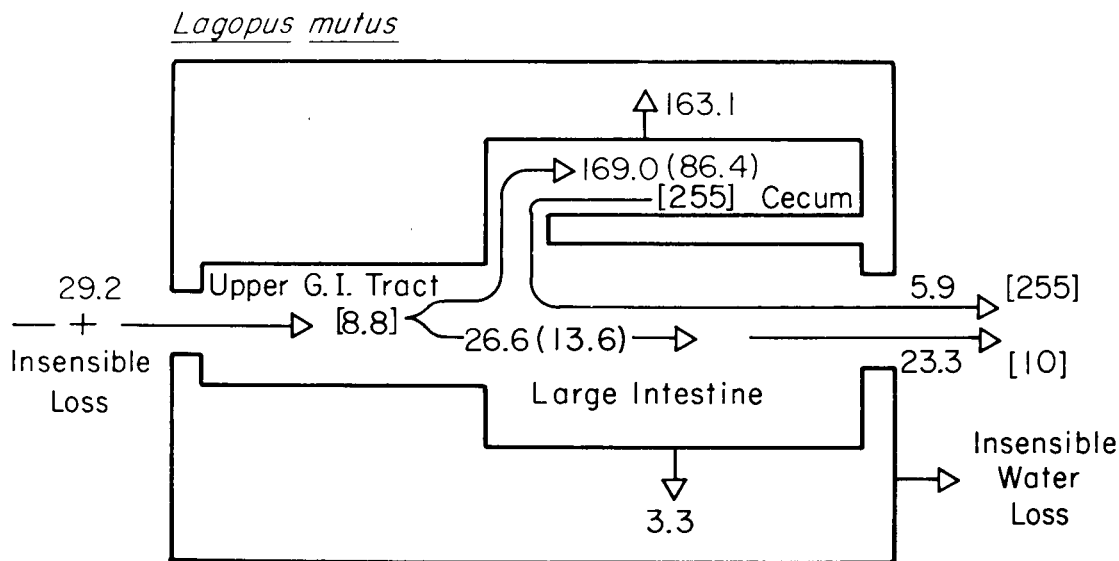 Lagopus mutus
163.1
169.0 (86.4)
[255] Cecum
Upper G.I. Tract
[8.8]
29.2
+
Insensible
Loss
26.6 (13.6)
5.9
[255]
23.3
[10]
Large Intestine
3.3
Insensible
Water
Loss